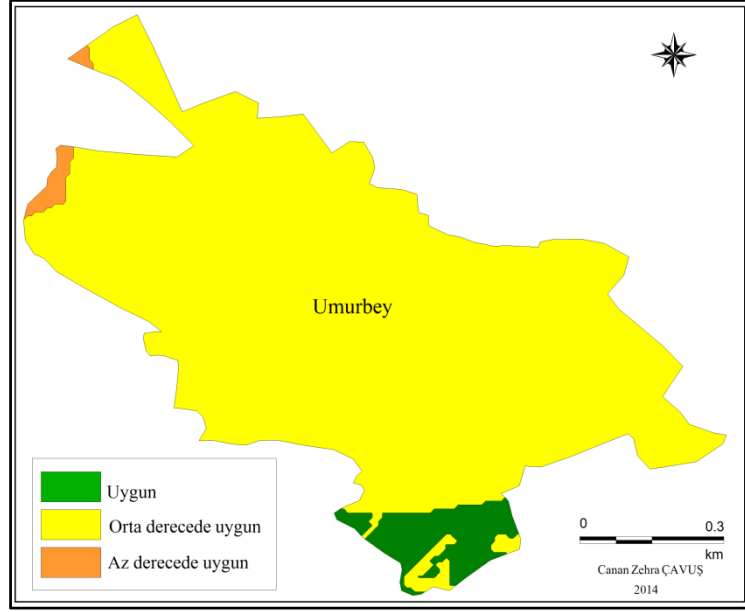 Umurbey
Uygun
Orta derecede uygun
Az derecede uygun
0 0.3
km
Canan Zehra ÇAVUŞ
2014